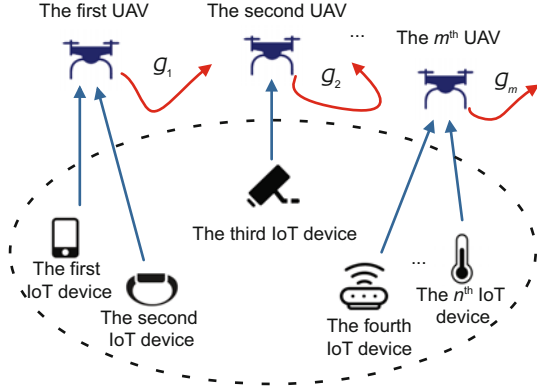 The first UAV
The second UAV
...
The mᵗʰ UAV
g₁
g₂
gₘ
The third IoT device
The first
IoT device
The second
IoT device
...
The fourth
IoT device
The nᵗʰ IoT
device